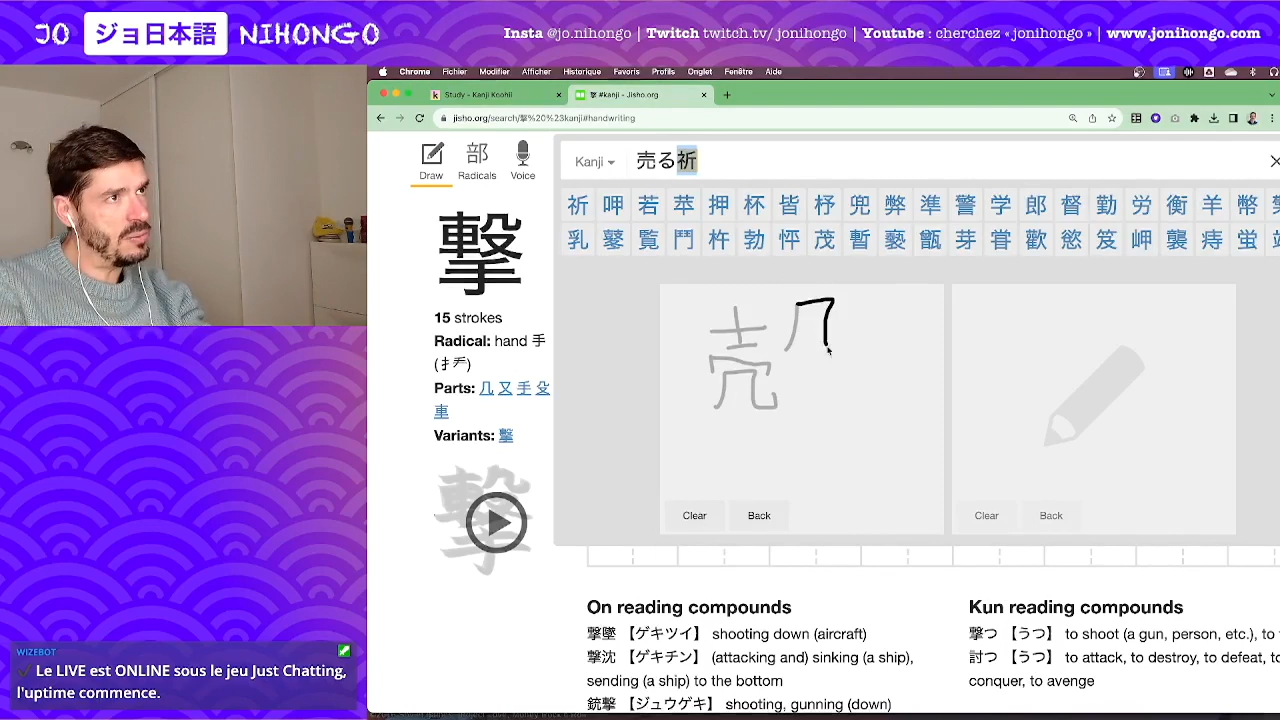 JO ジョ日本語 NIHONGO
Insta @jo.nihongo | Twitch twitch.tv/ jonihongo | Youtube : cherchez « jonihongo » | www.jonihongo.com
Chrome Fichier Modifier Afficher Historique Favoris Profils Onglet Fenêtre Aide
Study - Kanji Koohii
撃 #kanji - Jisho.org
jisho.org/search/撃%20%23kanji#handwriting
Draw Radicals Voice
Kanji 売る祈
祈 呷 若 苹 押 杯 皆 杼 兜 弊 準 警 学 郎 督 勤 労 衡 羊 幣
乳 鼕 覧 鬥 杵 勃 怦 茂 暫 褻 甑 芽 甞 歡 慾 笈 岬 襲 痔 蛍
撃
15 strokes
Radical: hand 手
(扌龵)
Parts: 几 又 手 殳
車
Variants: 擊
撃
売
Clear Back
Clear Back
On reading compounds
撃墜 【ゲキツイ】 shooting down (aircraft)
撃沈 【ゲキチン】 (attacking and) sinking (a ship),
sending (a ship) to the bottom
銃撃 【ジュウゲキ】 shooting, gunning (down)
Kun reading compounds
撃つ 【うつ】 to shoot (a gun, person, etc.), to
討つ 【うつ】 to attack, to destroy, to defeat, to
conquer, to avenge
WIZEBOT
Le LIVE est ONLINE sous le jeu Just Chatting,
l'uptime commence.